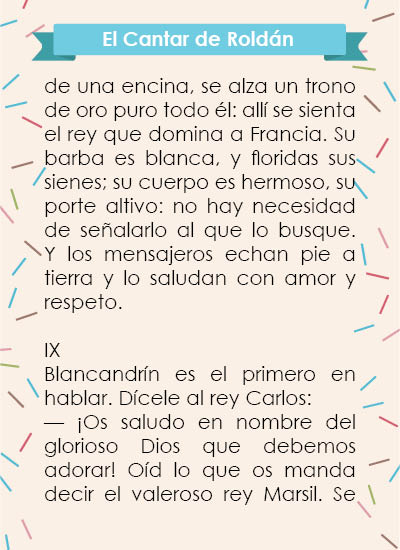 El Cantar de Roldán
de una encina, se alza un trono
de oro puro todo él: allí se sienta
el rey que domina a Francia. Su
barba es blanca, y floridas sus
sienes; su cuerpo es hermoso, su
porte altivo: no hay necesidad
de señalarlo al que lo busque.
Y los mensajeros echan pie a
tierra y lo saludan con amor y
respeto.
IX
Blancandrín es el primero en
hablar. Dícele al rey Carlos:
— ¡Os saludo en nombre del
glorioso Dios que debemos
adorar! Oíd lo que os manda
decir el valeroso rey Marsil. Se